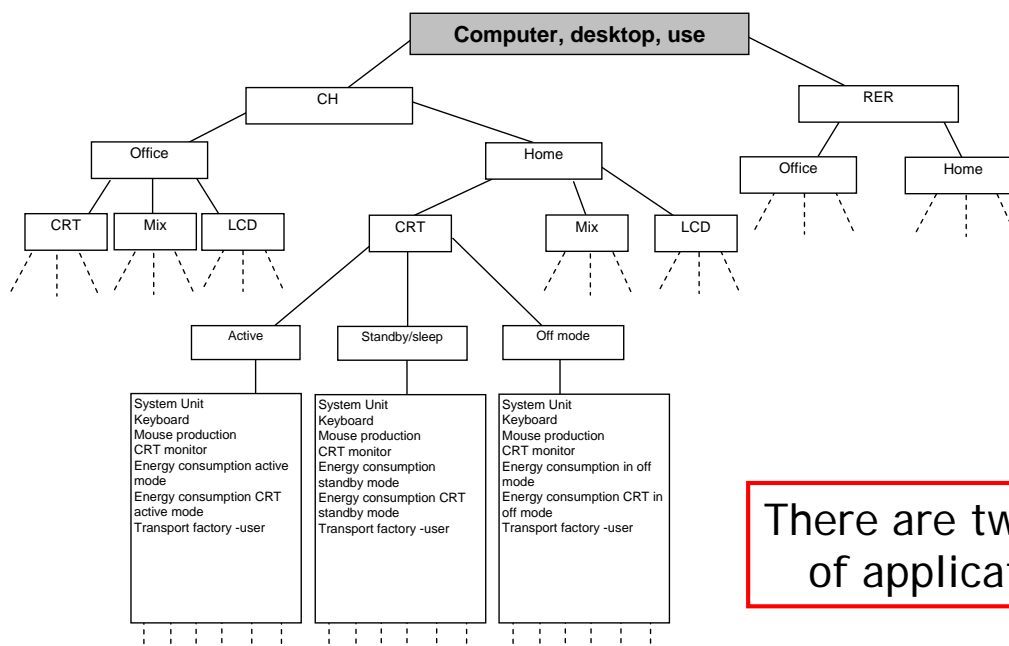 Computer, desktop, use
CH
RER
Office
Home
Office
Home
CRT
Mix
LCD
CRT
Mix
LCD
Active
Standby/sleep
Off mode
System Unit
Keyboard
Mouse production
CRT monitor
Energy consumption active
mode
Energy consumption CRT
active mode
Transport factory -user
System Unit
Keyboard
Mouse production
CRT monitor
Energy consumption
standby mode
Energy consumption CRT
standby mode
Transport factory -user
System Unit
Keyboard
Mouse production
CRT monitor
Energy consumption in off
mode
Energy consumption CRT in
off mode
Transport factory -user
There are
of